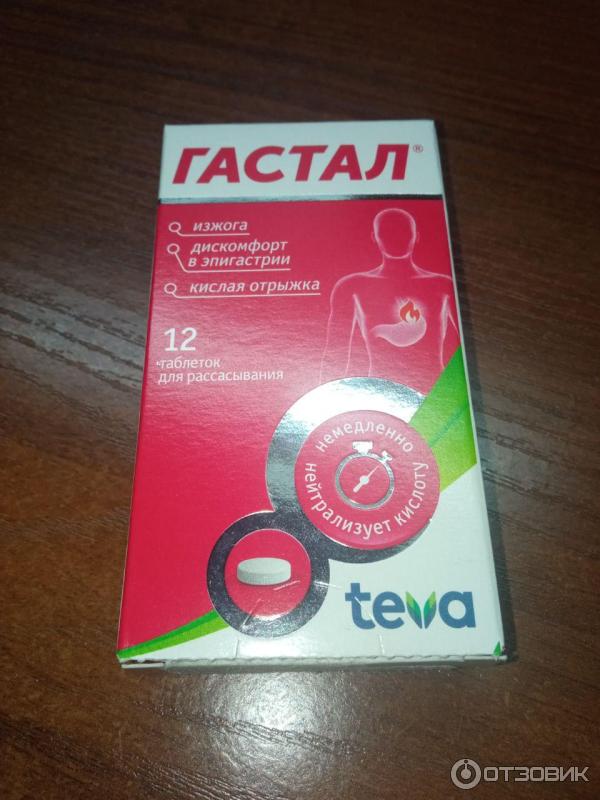 ГАСТАЛ®
изжога
дискомфорт
в эпигастрии
кислая отрыжка
12
таблеток
для рассасывания
немедленно
нейтрализует кислоту
teva
ОТЗОВИК